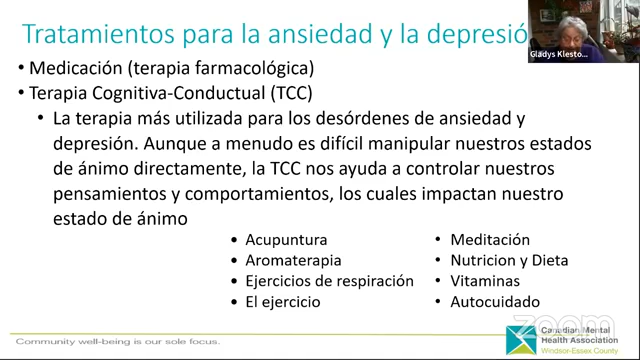 Tratamientos para la ansiedad y la depresió
Gladys Klesto...
• Medicación (terapia farmacológica)
• Terapia Cognitiva-Conductual (TCC)
• La terapia más utilizada para los desórdenes de ansiedad y
depresión. Aunque a menudo es difícil manipular nuestros estados
de ánimo directamente, la TCC nos ayuda a controlar nuestros
pensamientos y comportamientos, los cuales impactan nuestro
estado de ánimo
• Acupuntura
• Aromaterapia
• Ejercicios de respiración
• El ejercicio
• Meditación
• Nutricion y Dieta
• Vitaminas
• Autocuidado
Community well-being is our sole focus.
Canadian Mental
Health Association
Windsor-Essex County
zoom